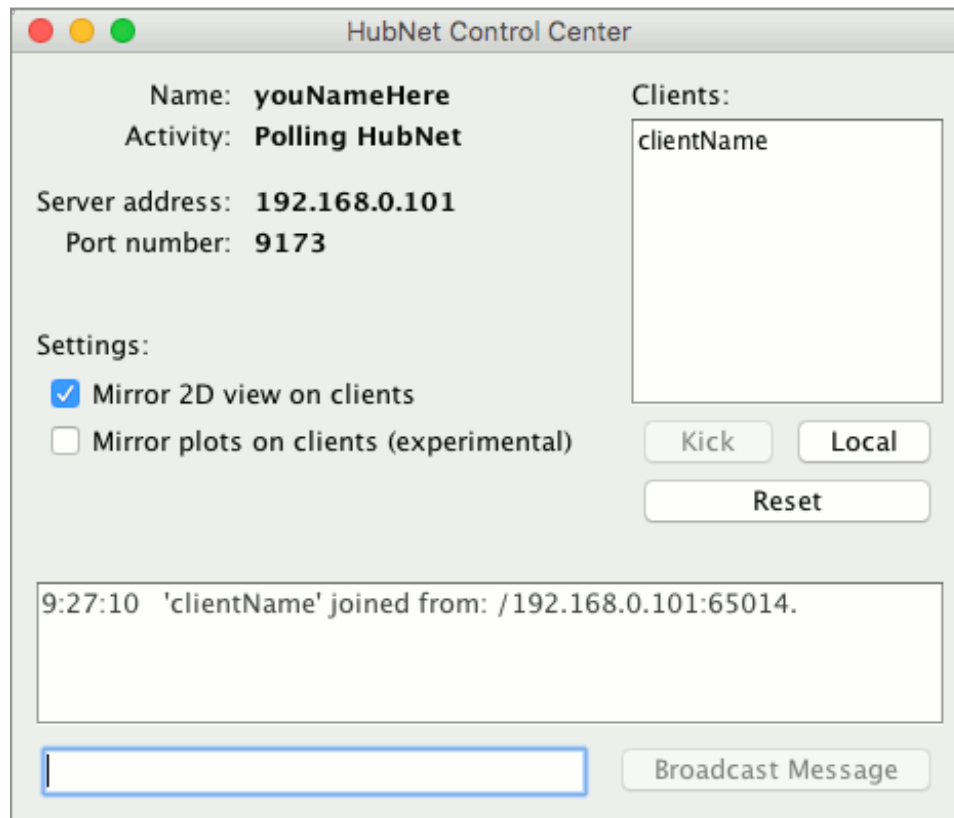 HubNet Control Center
Name: youNameHere
Activity: Polling HubNet
Server address: 192.168.0.101
Port number: 9173
Clients:
clientName
Settings:
Mirror 2D view on clients
Mirror plots on clients (experimental)
Kick Local
Reset
9:27:10 'clientName' joined from: /192.168.0.101:65014.
Broadcast Message